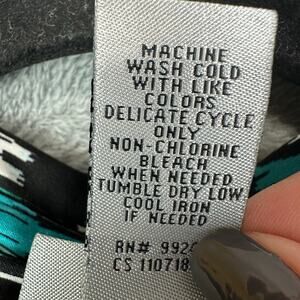 MACHINE
WASH COLD
WITH LIKE
COLORS
DELICATE CYCLE
ONLY
NON-CHLORINE
BLEACH
WHEN NEEDED
TUMBLE DRY LOW
COOL IRON
IF NEEDED
RN#
CS